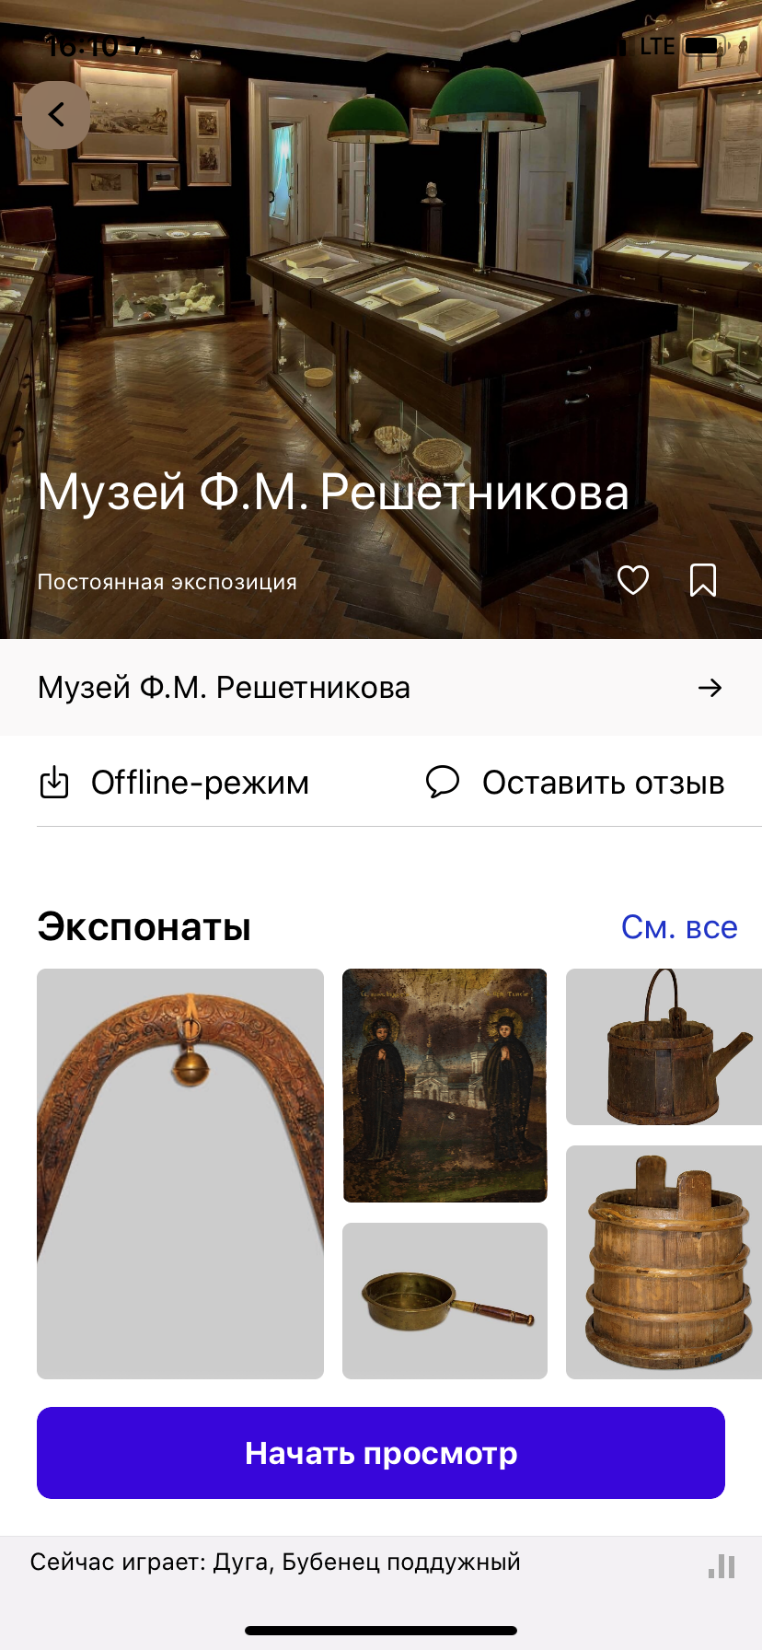 16:10
LTE
Музей Ф.М. Решетникова
Постоянная экспозиция
Музей Ф.М. Решетникова
Offline-режим
Оставить отзыв
Экспонаты
См. все
Начать просмотр
Сейчас играет: Дуга, Бубенец поддужный